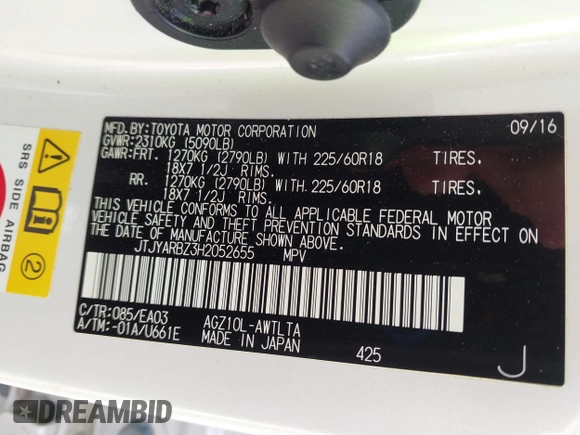 MFD.BY:TOYOTA MOTOR CORPORATION 09/16
GVWR:2310KG (5090LB)
GAWR:FRT. 1270KG (2790LB) WITH 225/60R18 TIRES,
18X7 1/2J RIMS.
RR. 1270KG (2790LB) WITH 225/60R18 TIRES,
18X7 1/2J RIMS.
THIS VEHICLE CONFORMS TO ALL APPLICABLE FEDERAL MOTOR
VEHICLE SAFETY AND THEFT PREVENTION STANDARDS IN EFFECT ON
THE DATE OF MANUFACTURE SHOWN ABOVE.
JTJYARBZ3H2052655 MPV
C/TR:085/EA03 AGZ10L-AWTLTA
A/TM:-01A/U661E MADE IN JAPAN 425 J
SRS SIDE AIRBAG
2
DREAMBID